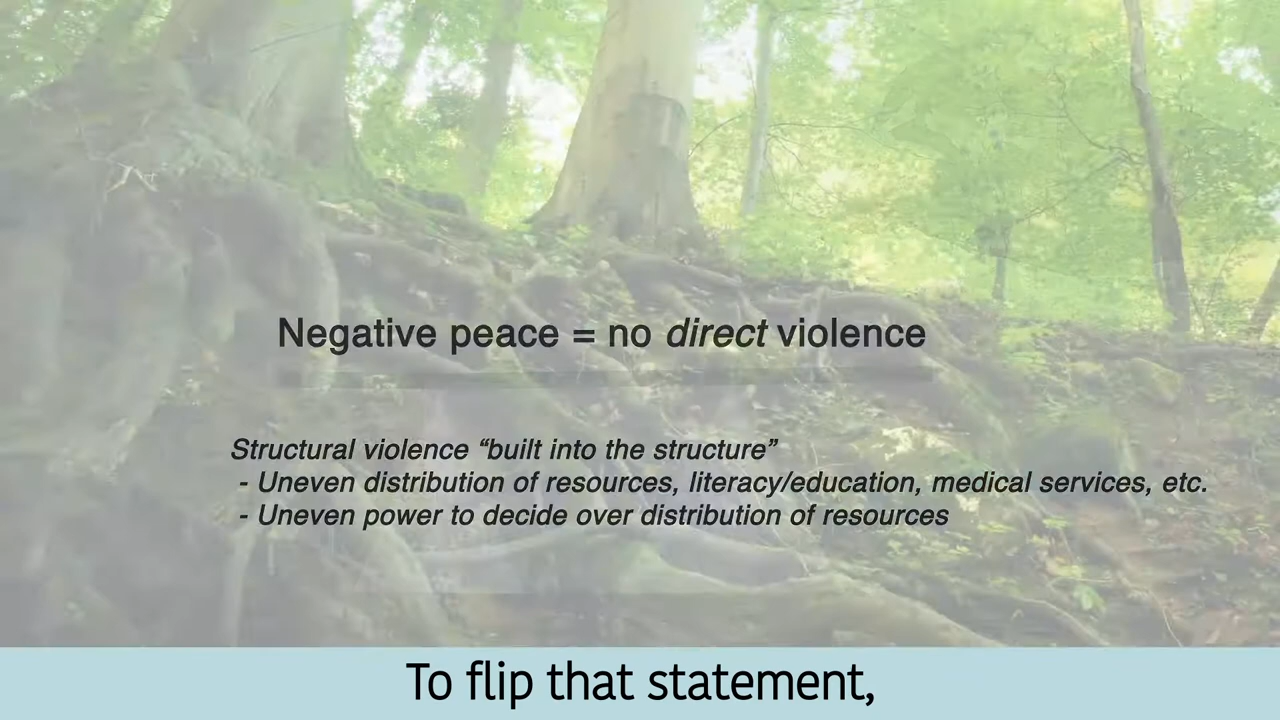 Negative peace = no direct violence
Structural violence “built into the structure”
- Uneven distribution of resources, literacy/education, medical services, etc.
- Uneven power to decide over distribution of resources
To flip that statement,